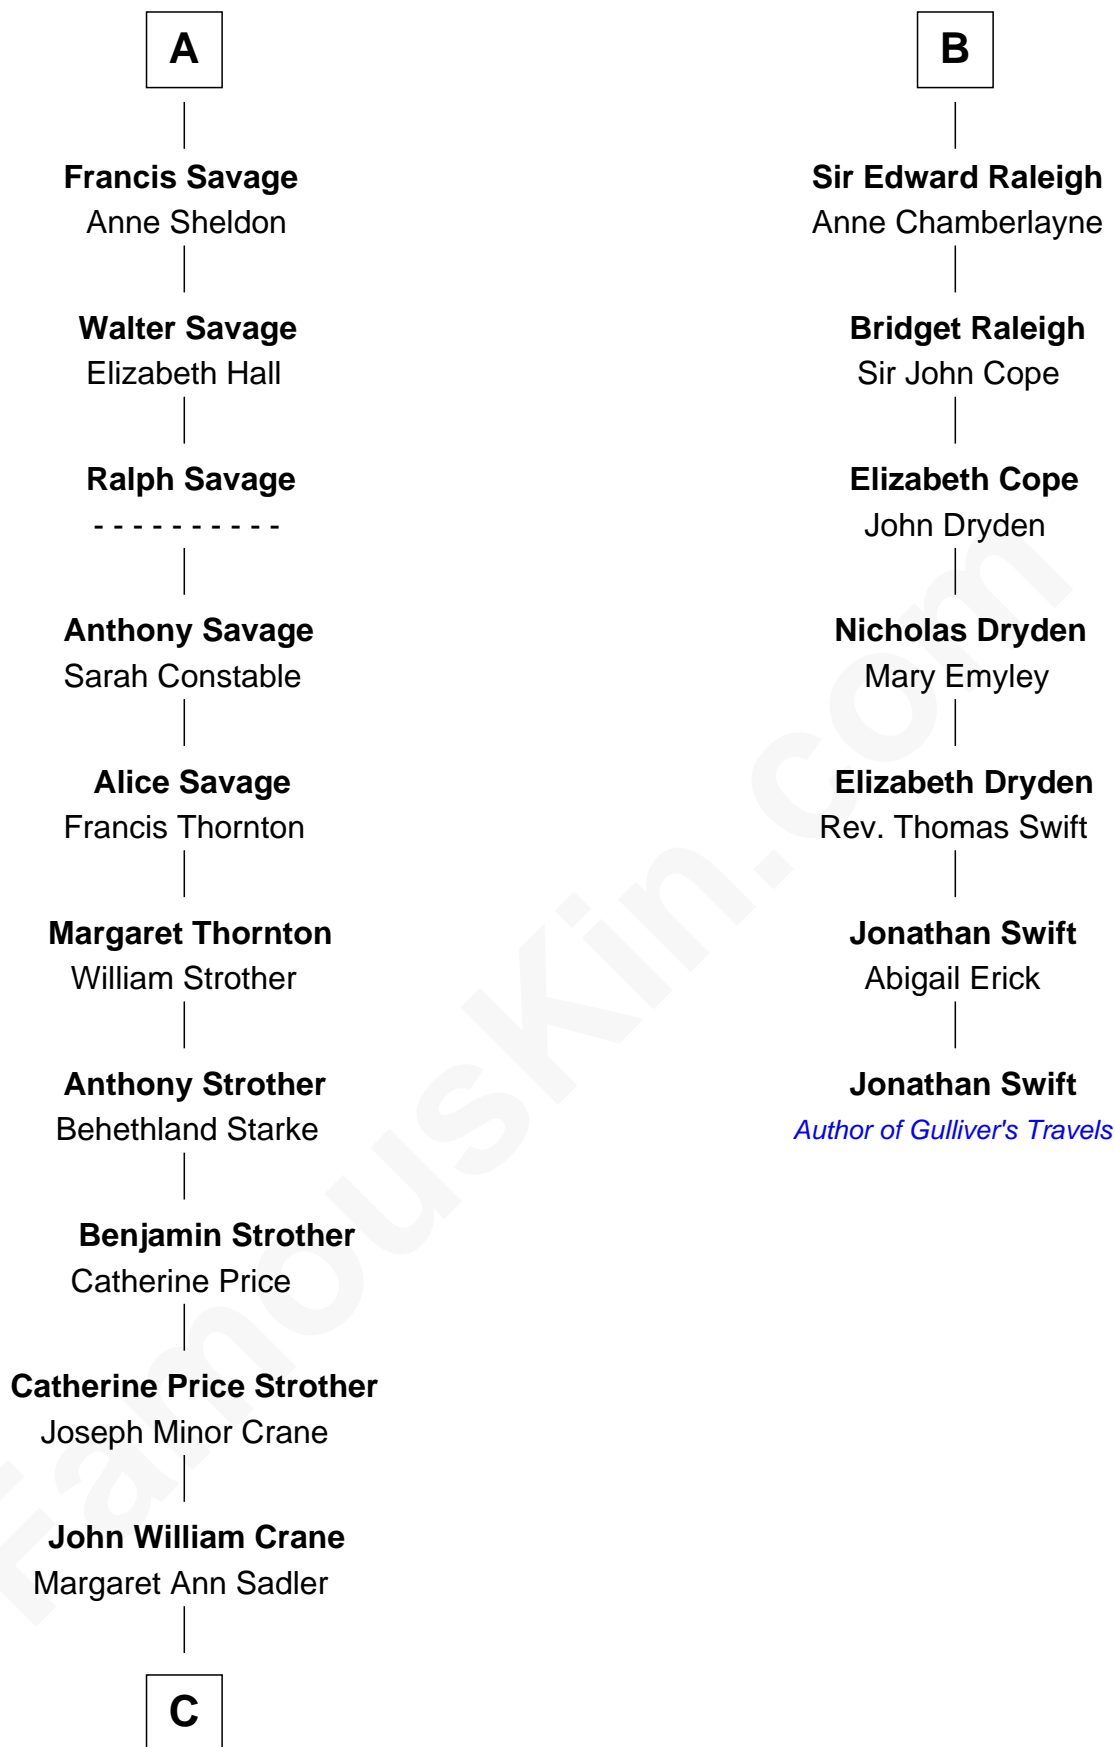 A
Francis Savage
Anne Sheldon
Walter Savage
Elizabeth Hall
Ralph Savage
- - - - - - - - - -
Anthony Savage
Sarah Constable
Alice Savage
Francis Thornton
Margaret Thornton
William Strother
Anthony Strother
Behethland Starke
Benjamin Strother
Catherine Price
Catherine Price Strother
Joseph Minor Crane
John William Crane
Margaret Ann Sadler
C
B
Sir Edward Raleigh
Anne Chamberlayne
Bridget Raleigh
Sir John Cope
Elizabeth Cope
John Dryden
Nicholas Dryden
Mary Emyley
Elizabeth Dryden
Rev. Thomas Swift
Jonathan Swift
Abigail Erick
Jonathan Swift
Author of Gulliver's Travels
FamousKin.com